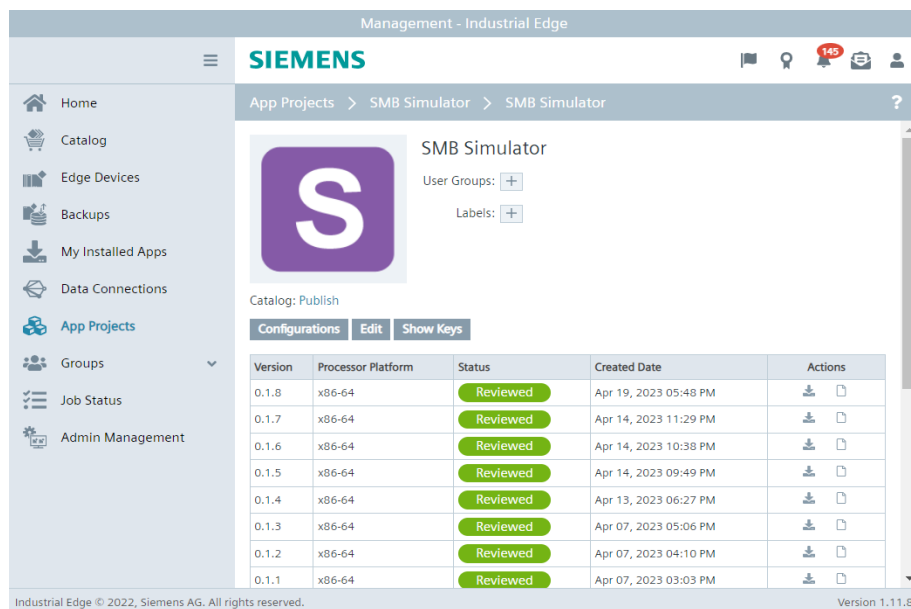 Management - Industrial Edge
SIEMENS
145
Home
Catalog
Edge Devices
Backups
My Installed Apps
Data Connections
App Projects
Groups
Job Status
Admin Management
App Projects > SMB Simulator > SMB Simulator ?
S
SMB Simulator
User Groups: +
Labels: +
Catalog: Publish
Configurations Edit Show Keys
Version Processor Platform Status Created Date Actions
0.1.8 x86-64 Reviewed Apr 19, 2023 05:48 PM
0.1.7 x86-64 Reviewed Apr 14, 2023 11:29 PM
0.1.6 x86-64 Reviewed Apr 14, 2023 10:38 PM
0.1.5 x86-64 Reviewed Apr 14, 2023 09:49 PM
0.1.4 x86-64 Reviewed Apr 13, 2023 06:27 PM
0.1.3 x86-64 Reviewed Apr 07, 2023 05:06 PM
0.1.2 x86-64 Reviewed Apr 07, 2023 04:10 PM
0.1.1 x86-64 Reviewed Apr 07, 2023 03:03 PM
Industrial Edge © 2022, Siemens AG. All rights reserved. Version 1.11.8